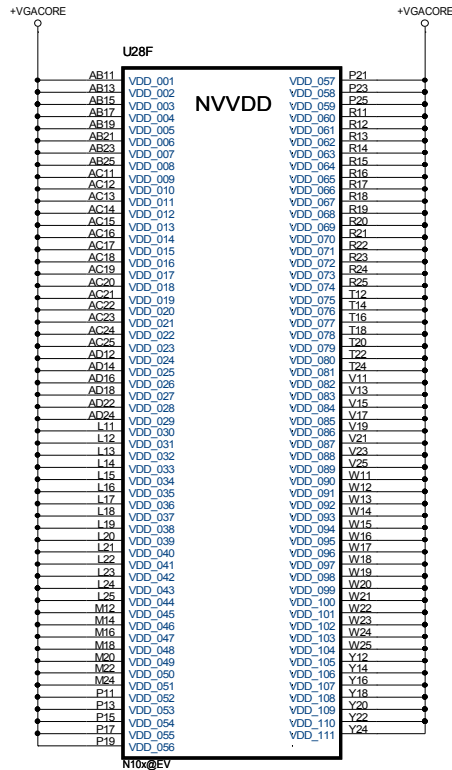 +VGACORE
+VGACORE
U28F
NVVDD
AB11 VDD_001
AB13 VDD_002
AB15 VDD_003
AB17 VDD_004
AB19 VDD_005
AB21 VDD_006
AB23 VDD_007
AB25 VDD_008
AC11 VDD_009
AC12 VDD_010
AC13 VDD_011
AC14 VDD_012
AC15 VDD_013
AC16 VDD_014
AC17 VDD_015
AC18 VDD_016
AC19 VDD_017
AC20 VDD_018
AC21 VDD_019
AC22 VDD_020
AC23 VDD_021
AC24 VDD_022
AC25 VDD_023
AD12 VDD_024
AD14 VDD_025
AD16 VDD_026
AD18 VDD_027
AD22 VDD_028
AD24 VDD_029
L11 VDD_030
L12 VDD_031
L13 VDD_032
L14 VDD_033
L15 VDD_034
L16 VDD_035
L17 VDD_036
L18 VDD_037
L19 VDD_038
L20 VDD_039
L21 VDD_040
L22 VDD_041
L23 VDD_042
L24 VDD_043
L25 VDD_044
M12 VDD_045
M14 VDD_046
M16 VDD_047
M18 VDD_048
M20 VDD_049
M22 VDD_050
M24 VDD_051
P11 VDD_052
P13 VDD_053
P15 VDD_054
P17 VDD_055
P19 VDD_056
VDD_057 P21
VDD_058 P23
VDD_059 P25
VDD_060 R11
VDD_061 R12
VDD_062 R13
VDD_063 R14
VDD_064 R15
VDD_065 R16
VDD_066 R17
VDD_067 R18
VDD_068 R19
VDD_069 R20
VDD_070 R21
VDD_071 R22
VDD_072 R23
VDD_073 R24
VDD_074 R25
VDD_075 T12
VDD_076 T14
VDD_077 T16
VDD_078 T18
VDD_079 T20
VDD_080 T22
VDD_081 T24
VDD_082 V11
VDD_083 V13
VDD_084 V15
VDD_085 V17
VDD_086 V19
VDD_087 V21
VDD_088 V23
VDD_089 V25
VDD_090 W11
VDD_091 W12
VDD_092 W13
VDD_093 W14
VDD_094 W15
VDD_095 W16
VDD_096 W17
VDD_097 W18
VDD_098 W19
VDD_099 W20
VDD_100 W21
VDD_101 W22
VDD_102 W23
VDD_103 W24
VDD_104 W25
VDD_105 Y12
VDD_106 Y14
VDD_107 Y16
VDD_108 Y18
VDD_109 Y20
VDD_110 Y22
VDD_111 Y24
N10x@EV